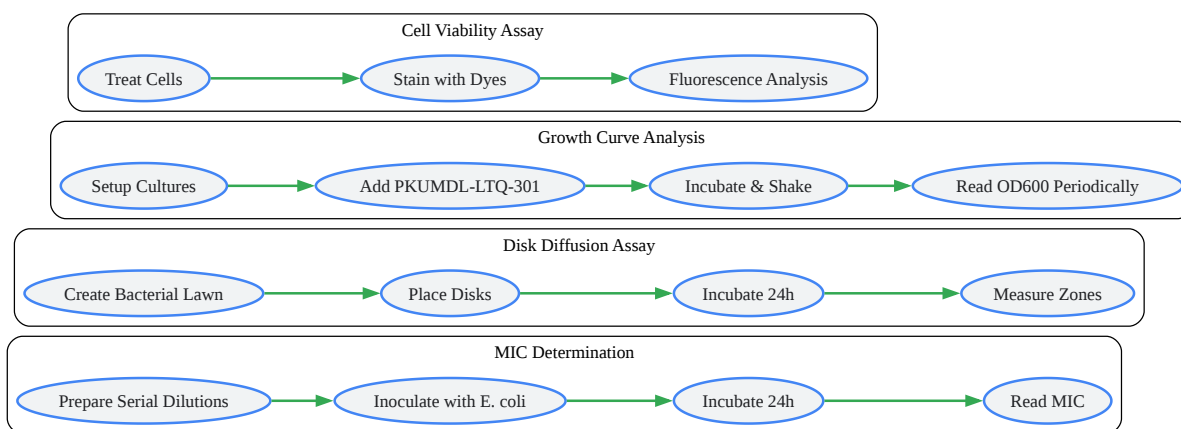 Cell Viability Assay
Treat Cells
Stain with Dyes
Fluorescence Analysis
Growth Curve Analysis
Setup Cultures
Add PKUMDL-LTQ-301
Incubate & Shake
Read OD600 Periodically
Disk Diffusion Assay
Create Bacterial Lawn
Place Disks
Incubate 24h
Measure Zones
MIC Determination
Prepare Serial Dilutions
Inoculate with E. coli
Incubate 24h
Read MIC